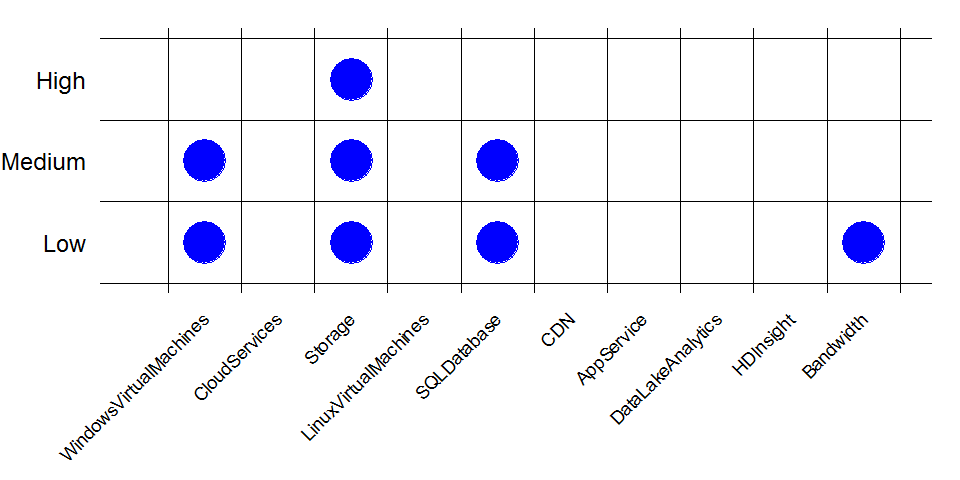 High
Medium
Low
WindowsVirtualMachines
CloudServices
Storage
LinuxVirtualMachines
SQLDatabase
CDN
AppService
DataLakeAnalytics
HDInsight
Bandwidth